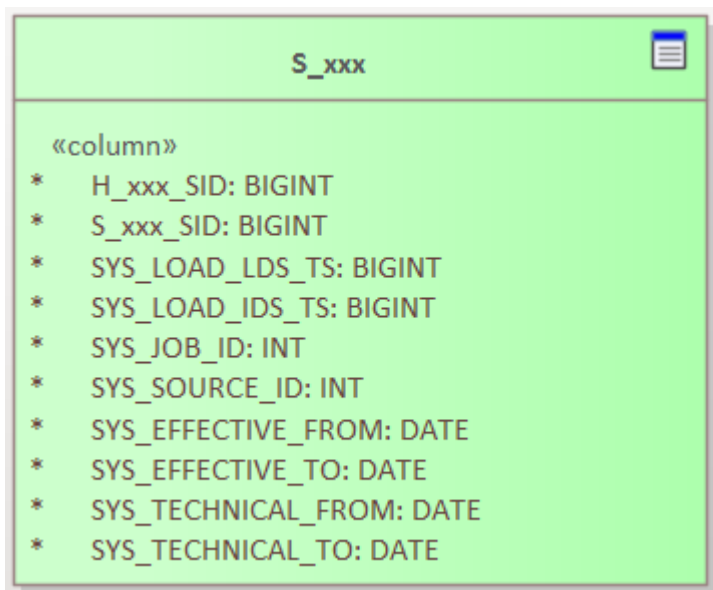 S_xxx
«column»
* H_xxx_SID: BIGINT
* S_xxx_SID: BIGINT
* SYS_LOAD_LDS_TS: BIGINT
* SYS_LOAD_IDS_TS: BIGINT
* SYS_JOB_ID: INT
* SYS_SOURCE_ID: INT
* SYS_EFFECTIVE_FROM: DATE
* SYS_EFFECTIVE_TO: DATE
* SYS_TECHNICAL_FROM: DATE
* SYS_TECHNICAL_TO: DATE